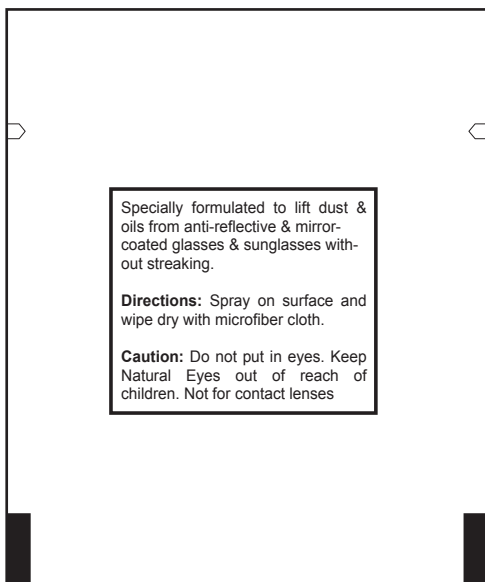 Specially formulated to lift dust &
oils from anti-reflective & mirror-
coated glasses & sunglasses with-
out streaking.
Directions: Spray on surface and
wipe dry with microfiber cloth.
Caution: Do not put in eyes. Keep
Natural Eyes out of reach of
children. Not for contact lenses